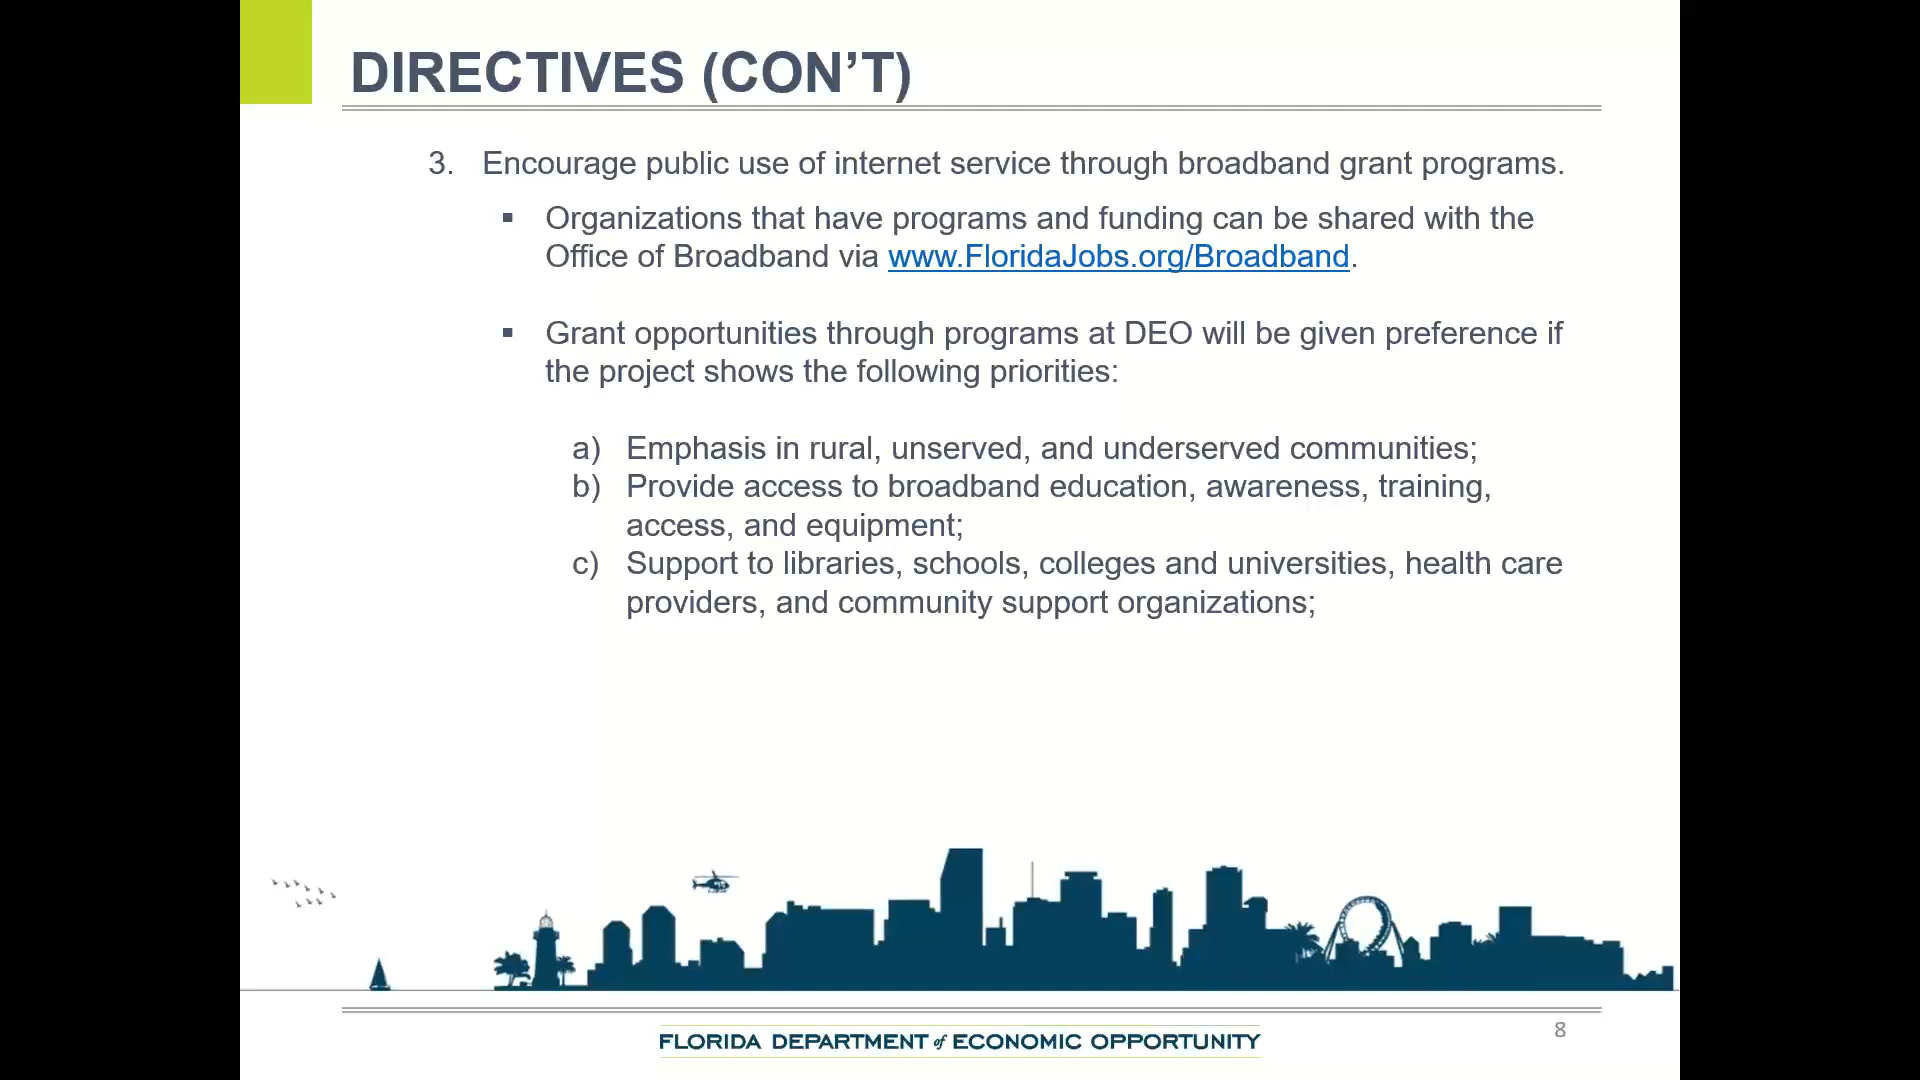 DIRECTIVES (CON’T)
3. Encourage public use of internet service through broadband grant programs.
▪ Organizations that have programs and funding can be shared with the
Office of Broadband via www.FloridaJobs.org/Broadband.
▪ Grant opportunities through programs at DEO will be given preference if
the project shows the following priorities:
a) Emphasis in rural, unserved, and underserved communities;
b) Provide access to broadband education, awareness, training,
access, and equipment;
c) Support to libraries, schools, colleges and universities, health care
providers, and community support organizations;
8
FLORIDA DEPARTMENT of ECONOMIC OPPORTUNITY